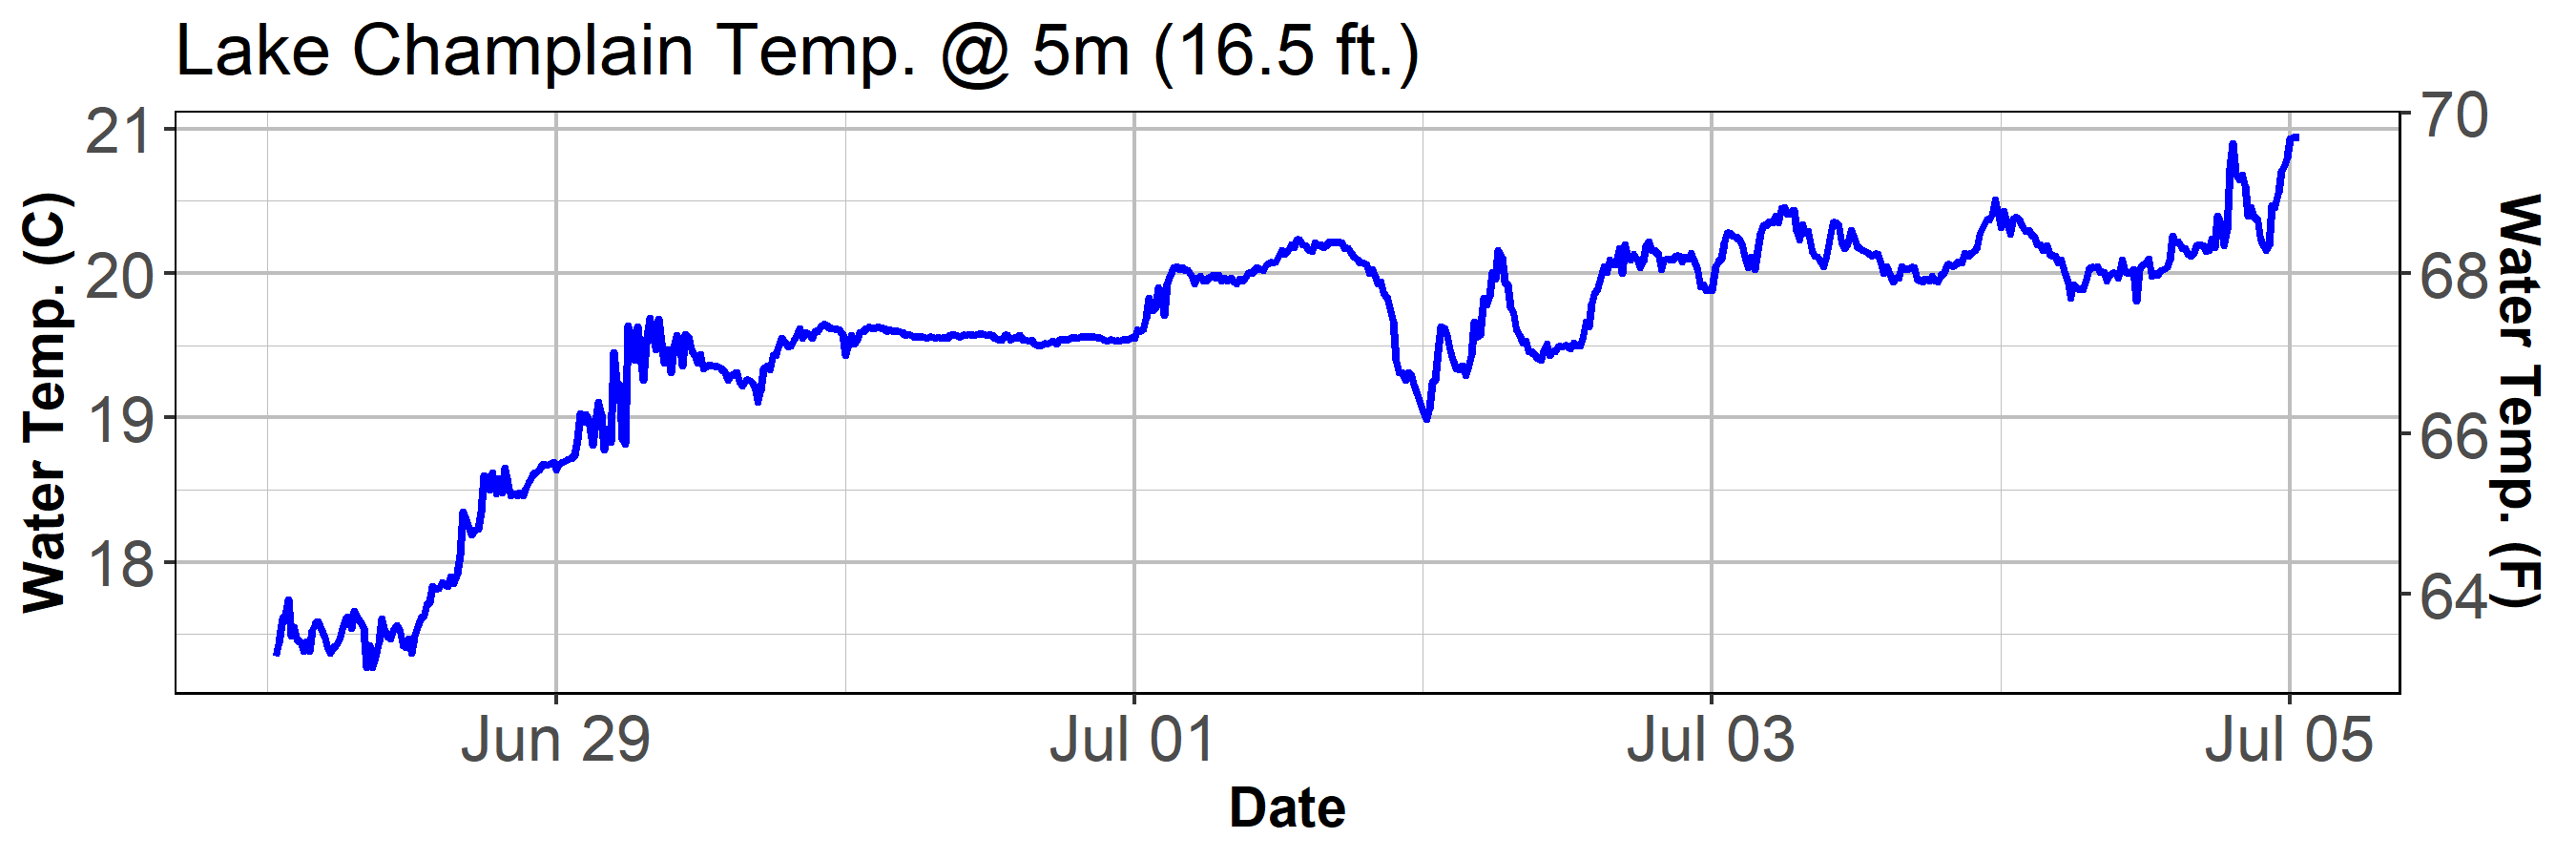 Lake Champlain Temp. @ 5m (16.5 ft.)
Water Temp. (C)
21
20
19
18
70
68
66
64
Water Temp. (F)
Jun 29
Jul 01
Jul 03
Jul 05
Date